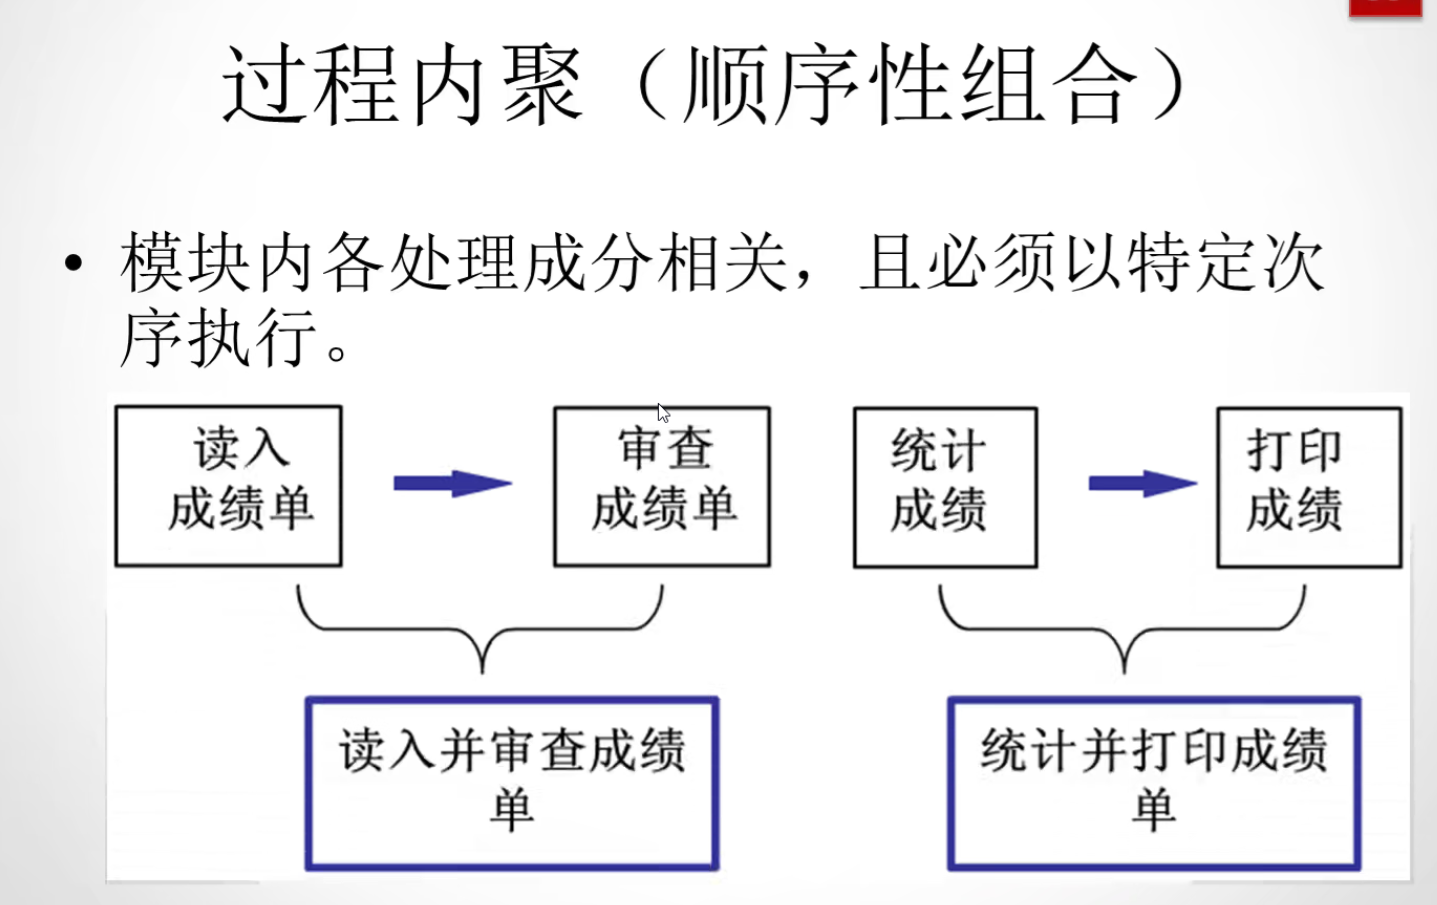 过程内聚（顺序性组合）
• 模块内各处理成分相关，且必须以特定次
序执行。
读入
成绩单
审查
成绩单
统计
成绩
打印
成绩
读入并审查成绩
单
统计并打印成绩
单